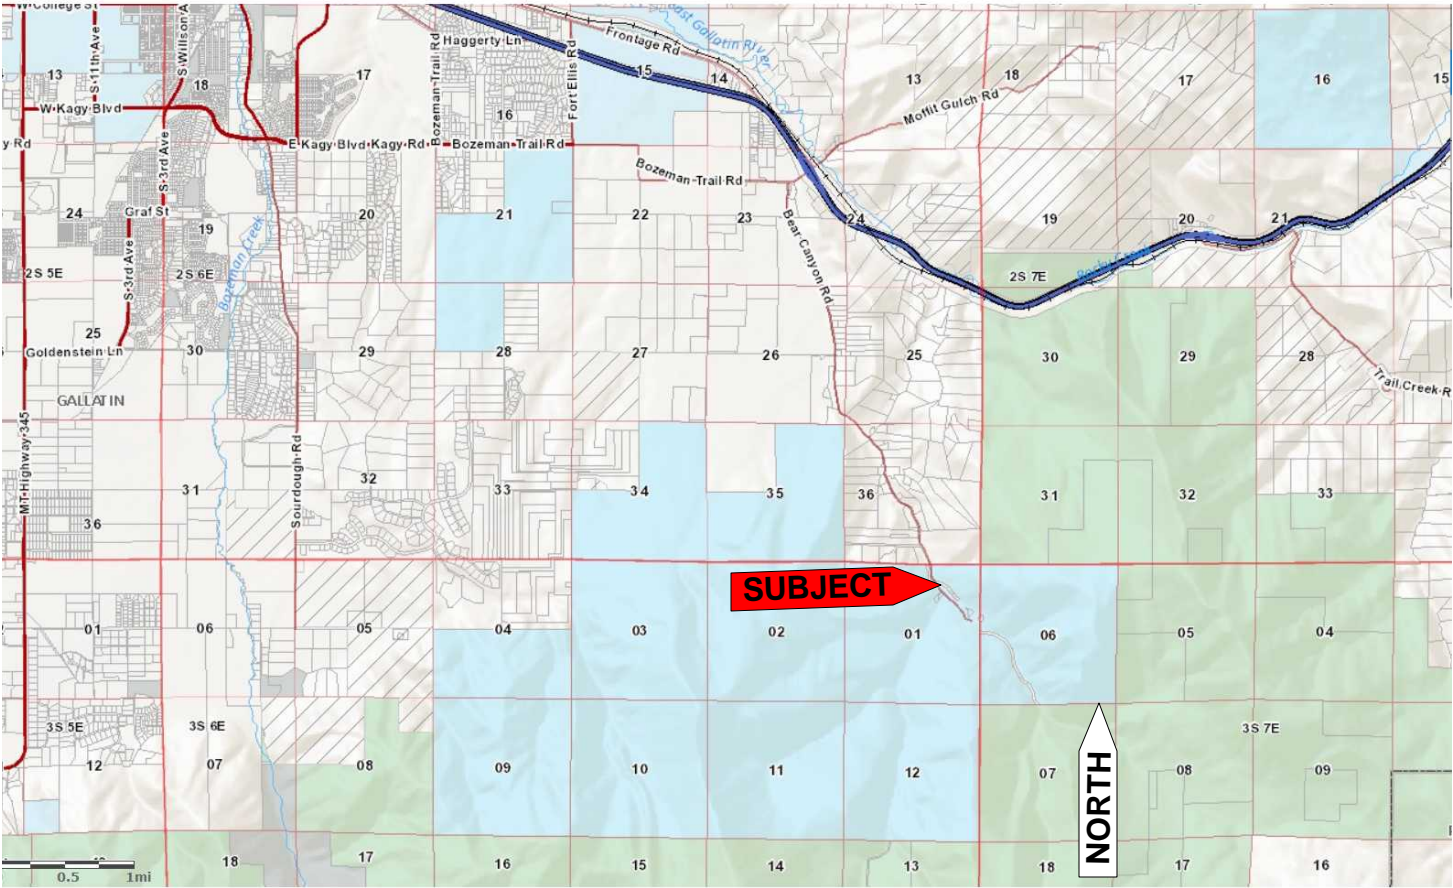 W College St
S 11th Ave
S Willson A
13
18
17
W Kagy Blvd
S 3rd Ave
y Rd
E Kagy Blvd Kagy Rd
Bozeman Trail Rd
Haggerty Ln
Bozeman Trail Rd
Fort Ellis Rd
16
Frontage Rd
East Gallatin River
15
14
13
18
17
16
15
Moffit Gulch Rd
Bozeman Trail Rd
24
Graf St
19
20
21
22
23
24
19
20
21
Bozeman Creek
Bear Canyon Rd
S 3rd Ave
2S 5E
2S 6E
2S 7E
Rocky Creek
25
Goldenstein Ln
30
29
28
27
26
25
30
29
28
Trail Creek R
GALLATIN
MT Highway 345
Sourdough Rd
36
31
32
33
34
35
36
31
32
33
SUBJECT
01
06
05
04
03
02
01
06
05
04
3S 5E
3S 6E
3S 7E
12
07
08
09
10
11
12
07
08
09
NORTH
18
17
16
15
14
13
18
17
16
0.5
1mi